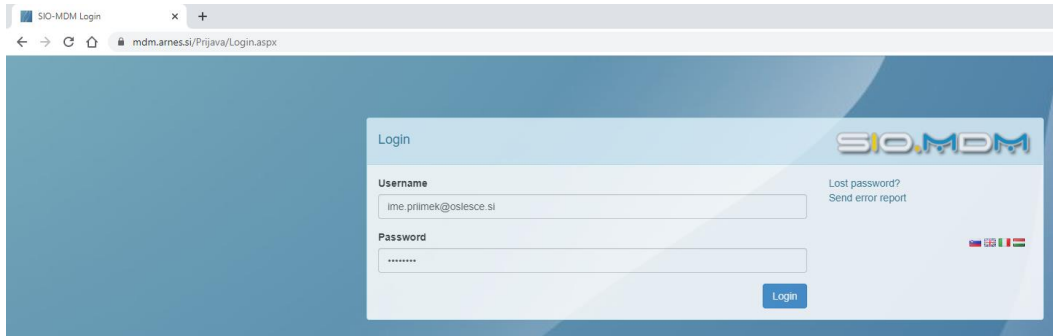 SIO-MDM Login
mdm.arnes.si/Prijava/Login.aspx
Login
SIO.MDM
Username
Lost password?
ime.priimek@oslesce.si
Send error report
Password
••••••••
Login